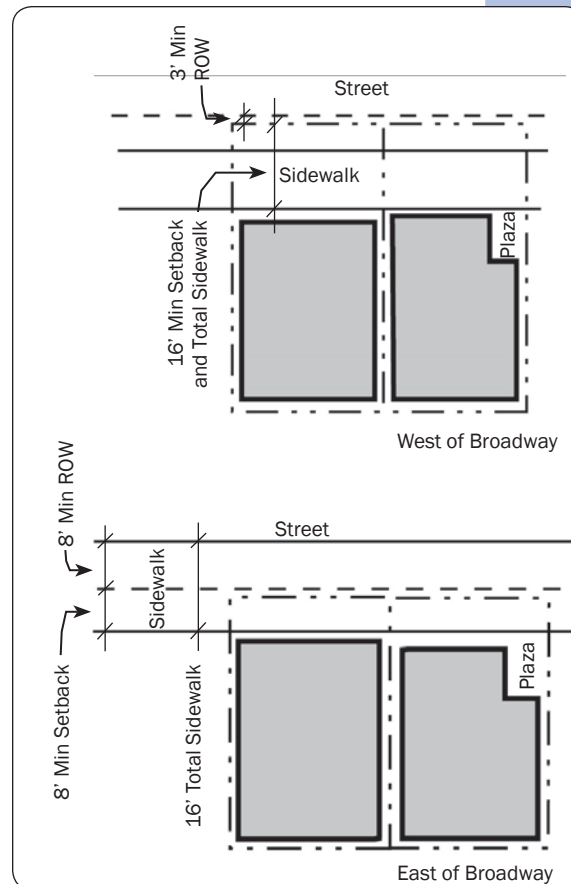 3’ Min
ROW
Street
Sidewalk
16’ Min Setback
and Total Sidewalk
Plaza
West of Broadway
8’ Min ROW
Street
Sidewalk
8’ Min Setback
16’ Total Sidewalk
Plaza
East of Broadway